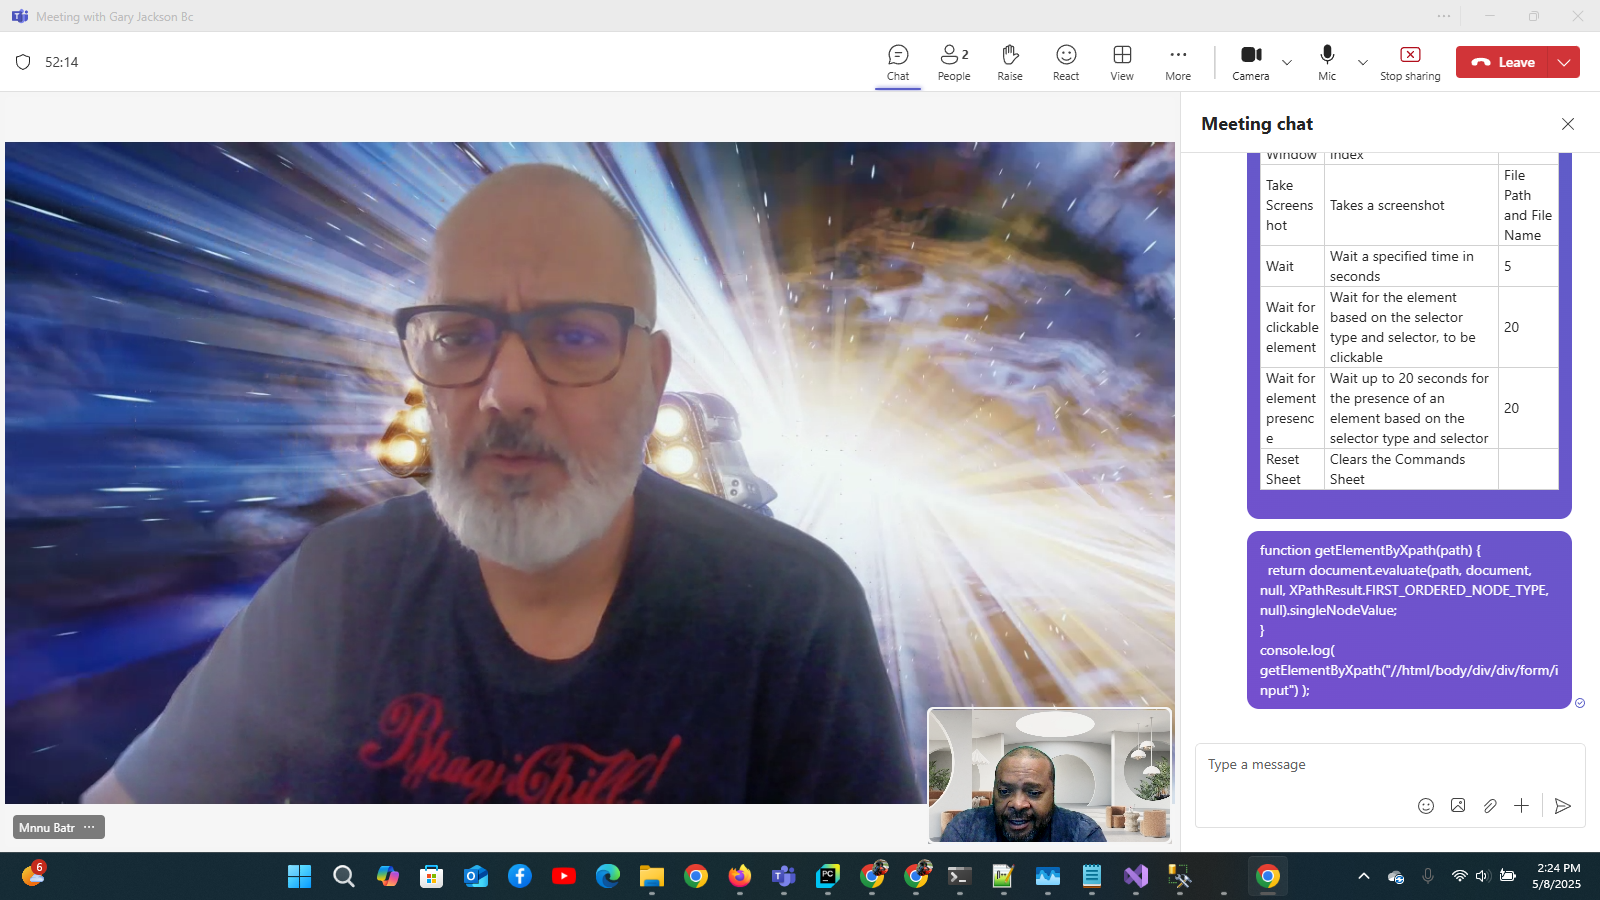 Meeting with Gary Jackson Bc
52:14
Chat
People
2
Raise
React
View
More
Camera
Mic
Stop sharing
Leave
Meeting chat
Window
Index
Take
Screens
hot
Takes a screenshot
File
Path
and File
Name
Wait
Wait a specified time in
seconds
5
Wait for
clickable
element
Wait for the element
based on the selector
type and selector, to be
clickable
20
Wait for
element
presenc
e
Wait up to 20 seconds for
the presence of an
element based on the
selector type and selector
20
Reset
Sheet
Clears the Commands
Sheet
function getElementByXpath(path) {
return document.evaluate(path, document,
null, XPathResult.FIRST_ORDERED_NODE_TYPE,
null).singleNodeValue;
}
console.log(
getElementByXpath("//html/body/div/div/form/i
nput") );
Type a message
Mnnu Batr
6
2:24 PM
5/8/2025